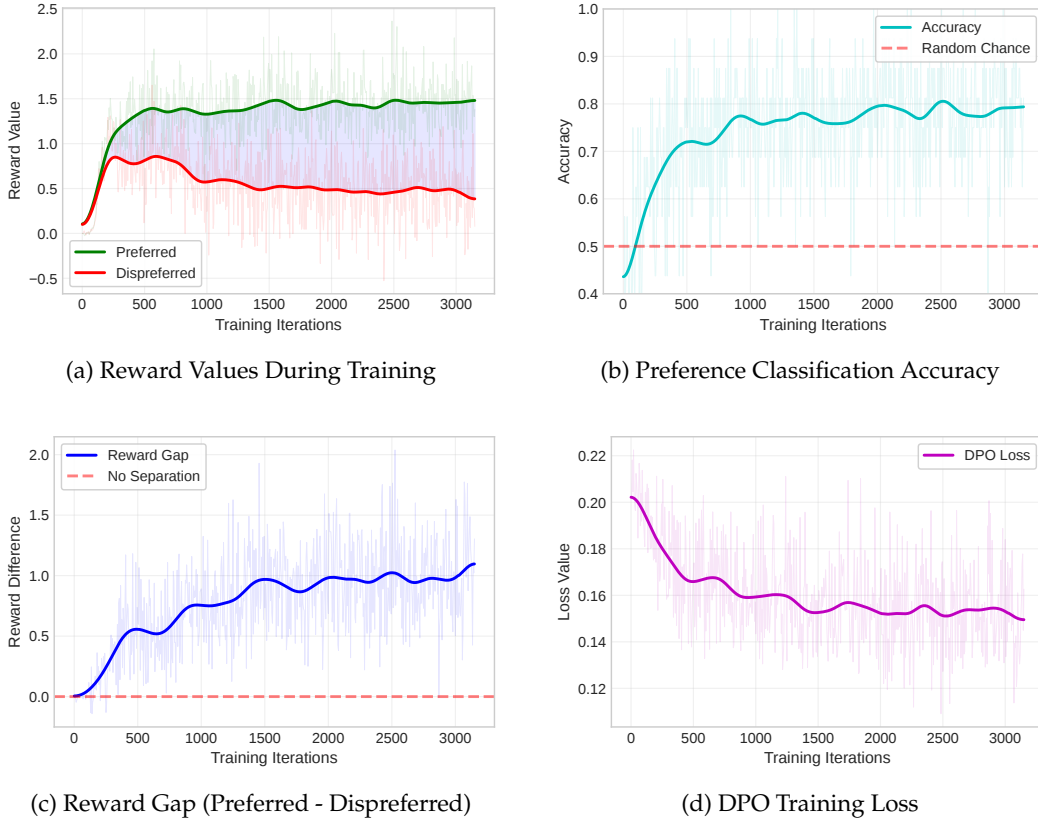 2.5
2.0
1.5
1.0
0.5
0.0
−0.5
Reward Value
Preferred
Dispreferred
0 500 1000 1500 2000 2500 3000
Training Iterations
(a) Reward Values During Training
1.0
0.9
0.8
0.7
0.6
0.5
0.4
Accuracy
Accuracy
Random Chance
0 500 1000 1500 2000 2500 3000
Training Iterations
(b) Preference Classification Accuracy
2.0
1.5
1.0
0.5
0.0
Reward Difference
Reward Gap
No Separation
0 500 1000 1500 2000 2500 3000
Training Iterations
(c) Reward Gap (Preferred - Dispreferred)
0.22
0.20
0.18
0.16
0.14
0.12
Loss Value
DPO Loss
0 500 1000 1500 2000 2500 3000
Training Iterations
(d) DPO Training Loss